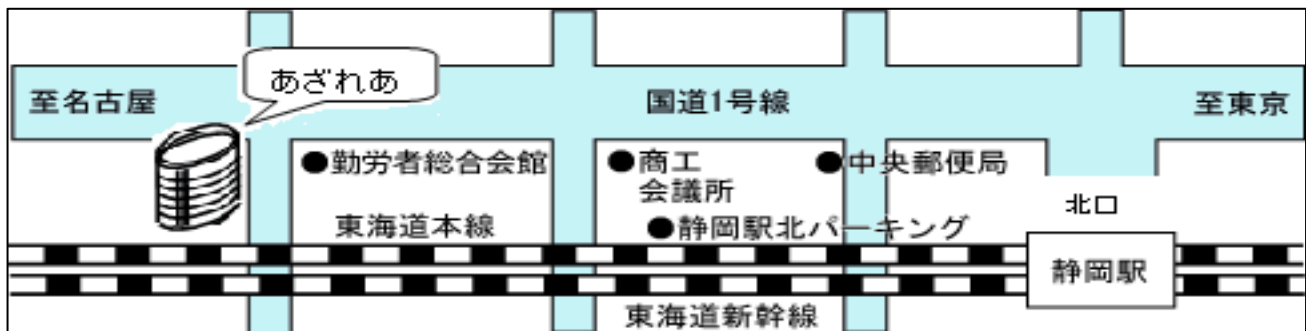 あざれあ
至名古屋
国道1号線
至東京
●勤労者総合会館
●商工
会議所
●中央郵便局
北口
東海道本線
●静岡駅北パーキング
静岡駅
東海道新幹線